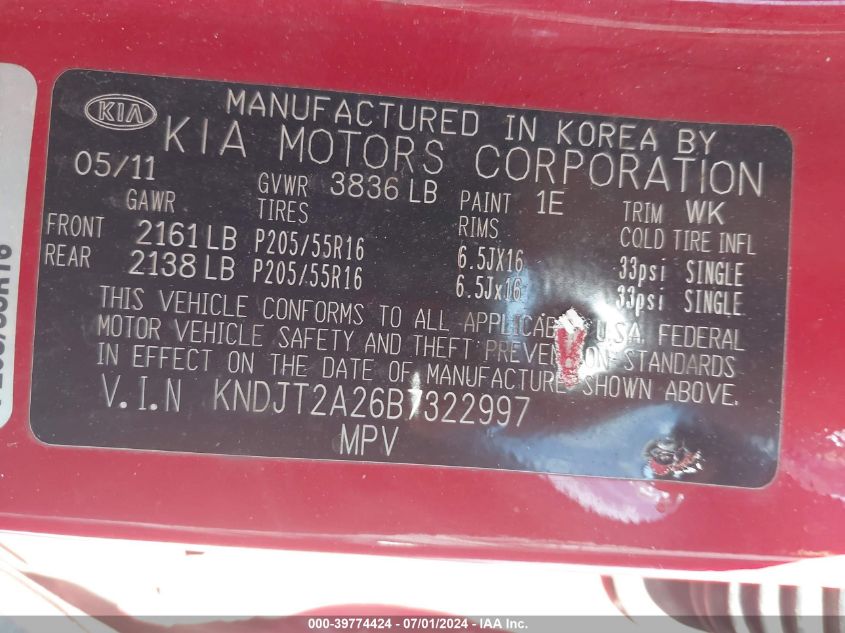 KIA
MANUFACTURED IN KOREA BY
KIA MOTORS CORPORATION
05/11 GVWR 3836 LB PAINT 1E TRIM WK
GAWR TIRES RIMS COLD TIRE INFL
FRONT 2161 LB P205/55R16 6.5JX16 33psi SINGLE
REAR 2138 LB P205/55R16 6.5Jx16 33psi SINGLE
THIS VEHICLE CONFORMS TO ALL U.S.A. FEDERAL
MOTOR VEHICLE SAFETY AND THEFT PREVENTION STANDARDS
IN EFFECT ON THE DATE OF MANUFACTURE SHOWN ABOVE.
V.I.N KNDJT2A26B7322997
MPV
000-39774424 - 07/01/2024 - IAA Inc.